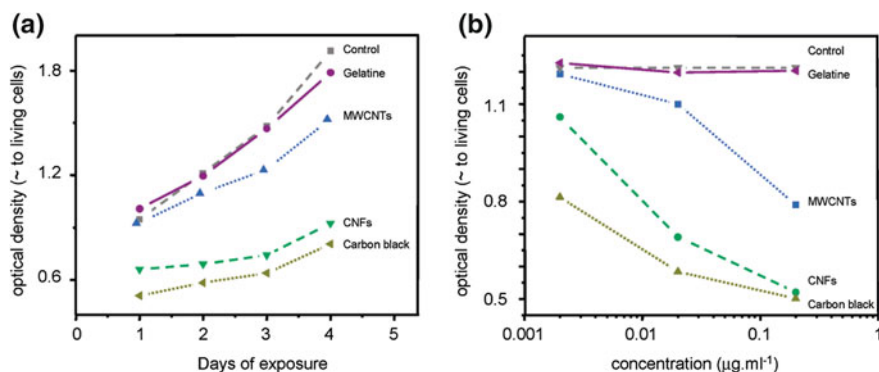 (a)
optical density (~ to living cells)
1.8
1.2
0.6
Control
Gelatine
MWCNTs
CNFs
Carbon black
0 1 2 3 4 5
Days of exposure
(b)
optical density (~ to living cells)
1.1
0.8
0.5
Control
Gelatine
MWCNTs
CNFs
Carbon black
0.001 0.01 0.1 1
concentration (µg.ml⁻¹)